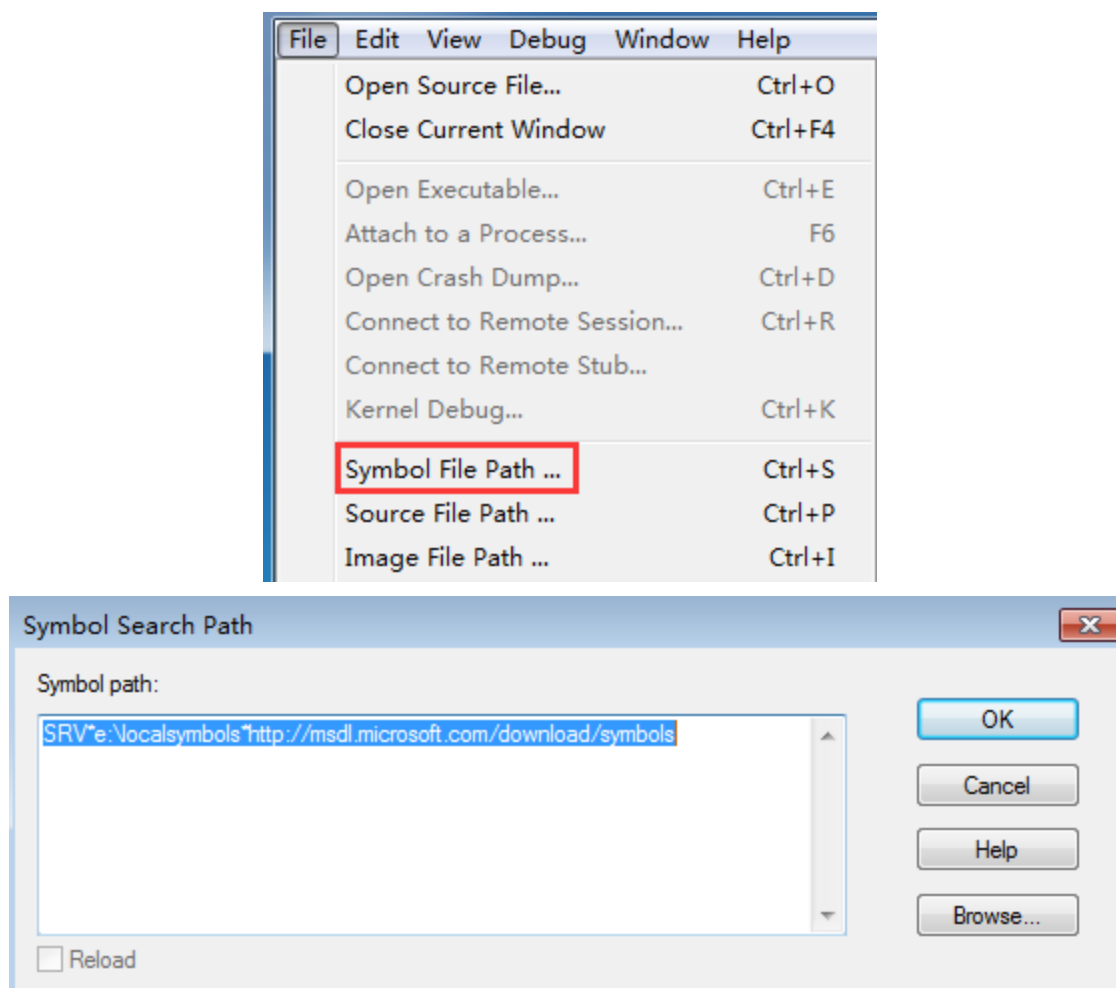 File Edit View Debug Window Help
Open Source File... Ctrl+O
Close Current Window Ctrl+F4
Open Executable... Ctrl+E
Attach to a Process... F6
Open Crash Dump... Ctrl+D
Connect to Remote Session... Ctrl+R
Connect to Remote Stub...
Kernel Debug... Ctrl+K
Symbol File Path ... Ctrl+S
Source File Path ... Ctrl+P
Image File Path ... Ctrl+I
Symbol Search Path
Symbol path:
SRV*e:\localsymbols*http://msdl.microsoft.com/download/symbols
OK
Cancel
Help
Browse...
Reload